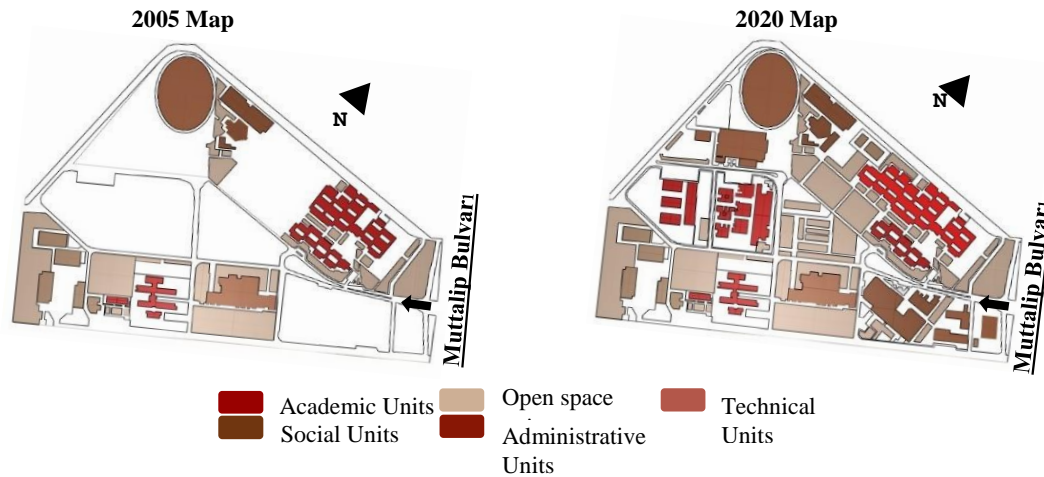 2005 Map
2020 Map
N
N
Muttalip Bulvarı
Muttalip Bulvarı
Academic Units
Open space
Technical
Units
Social Units
Administrative
Units